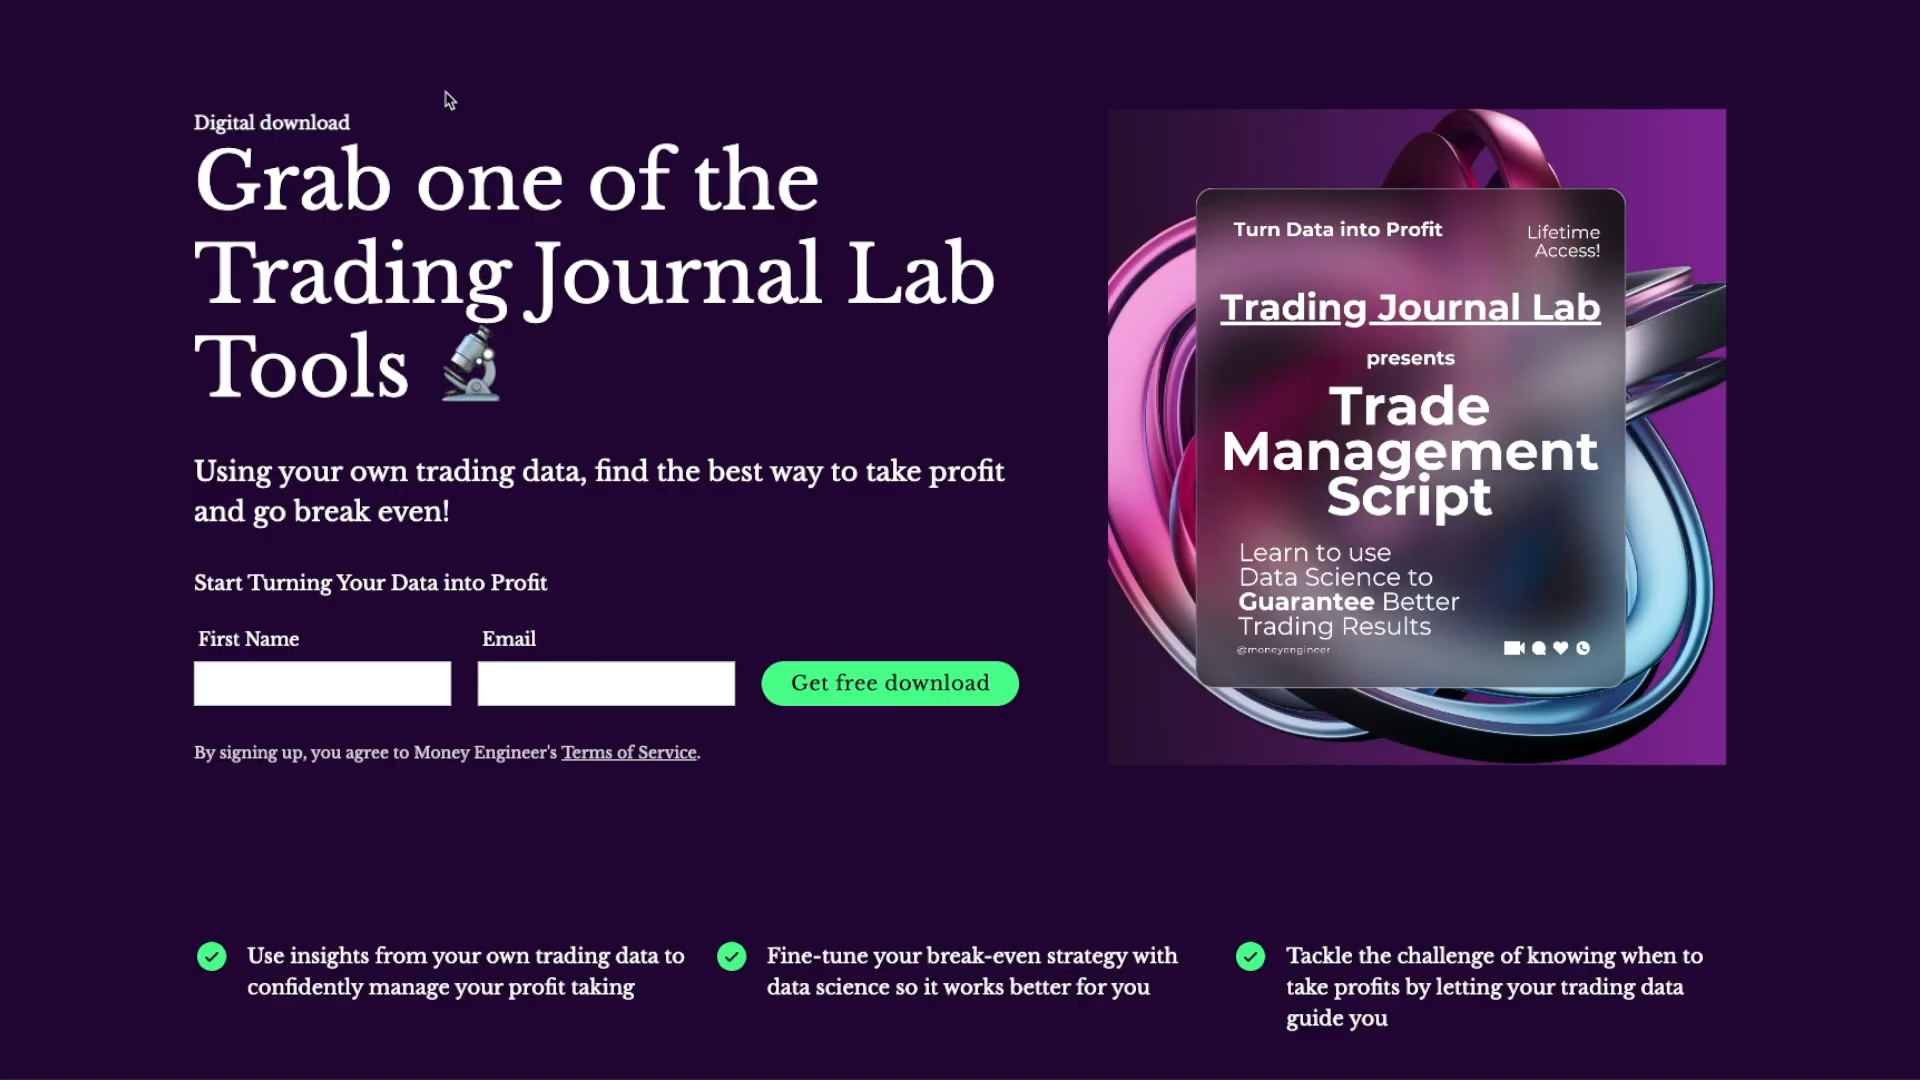 Digital download
Grab one of the
Trading Journal Lab
Tools 🔬
Using your own trading data, find the best way to take profit
and go break even!
Start Turning Your Data into Profit
First Name
Email
Get free download
By signing up, you agree to Money Engineer's Terms of Service.
Turn Data into Profit
Lifetime
Access!
Trading Journal Lab
presents
Trade
Management
Script
Learn to use
Data Science to
Guarantee Better
Trading Results
@moneyengineer
Use insights from your own trading data to
confidently manage your profit taking
Fine-tune your break-even strategy with
data science so it works better for you
Tackle the challenge of knowing when to
take profits by letting your trading data
guide you